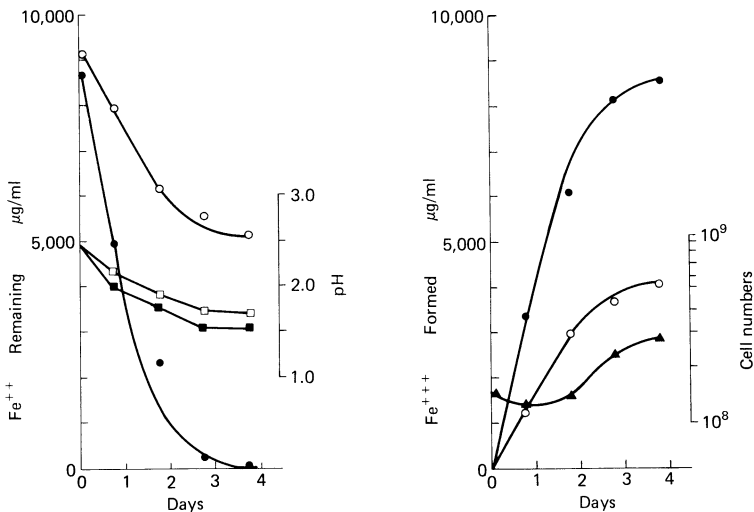 10,000
5,000
0
Fe++ Remaining µg/ml
3.0
2.0
1.0
pH
0 1 2 3 4
Days
10,000
5,000
0
Fe+++ Formed µg/ml
10⁹
10⁸
Cell numbers
0 1 2 3 4
Days